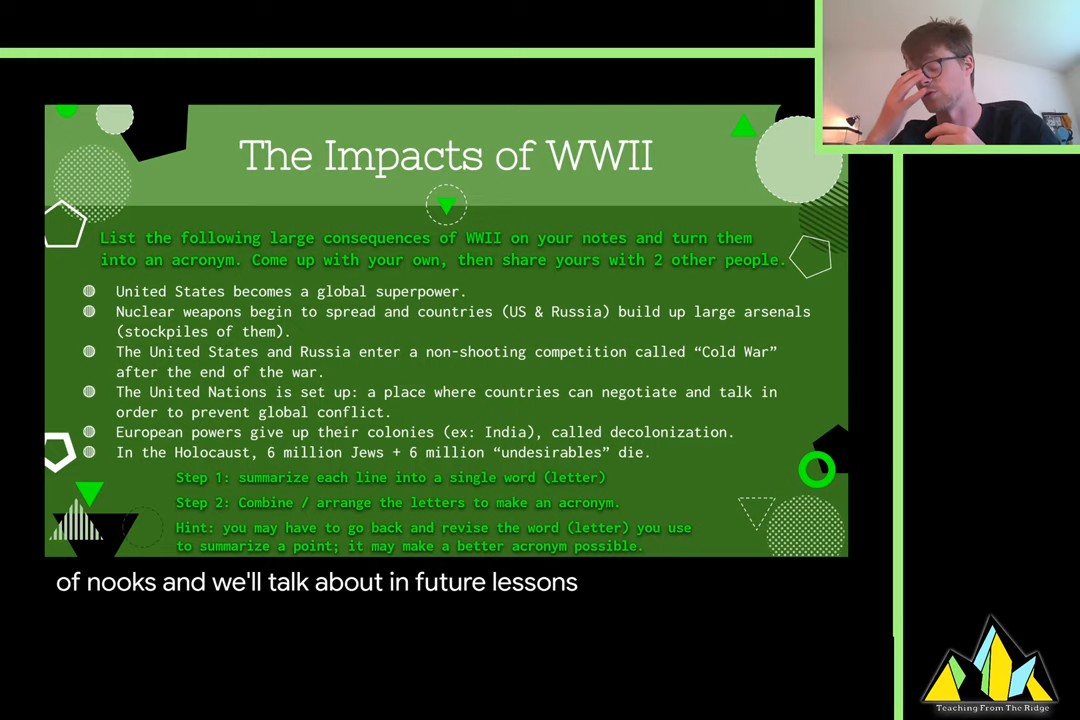 The Impacts of WWII
List the following large consequences of WWII on your notes and turn them
into an acronym. Come up with your own, then share yours with 2 other people.
United States becomes a global superpower.
Nuclear weapons begin to spread and countries (US & Russia) build up large arsenals
(stockpiles of them).
The United States and Russia enter a non-shooting competition called “Cold War”
after the end of the war.
The United Nations is set up: a place where countries can negotiate and talk in
order to prevent global conflict.
European powers give up their colonies (ex: India), called decolonization.
In the Holocaust, 6 million Jews + 6 million “undesirables” die.
Step 1: summarize each line into a single word (letter)
Step 2: Combine / arrange the letters to make an acronym.
Hint: you may have to go back and revise the word (letter) you use
to summarize a point; it may make a better acronym possible.
of nooks and we'll talk about in future lessons
Teaching From The Ridge